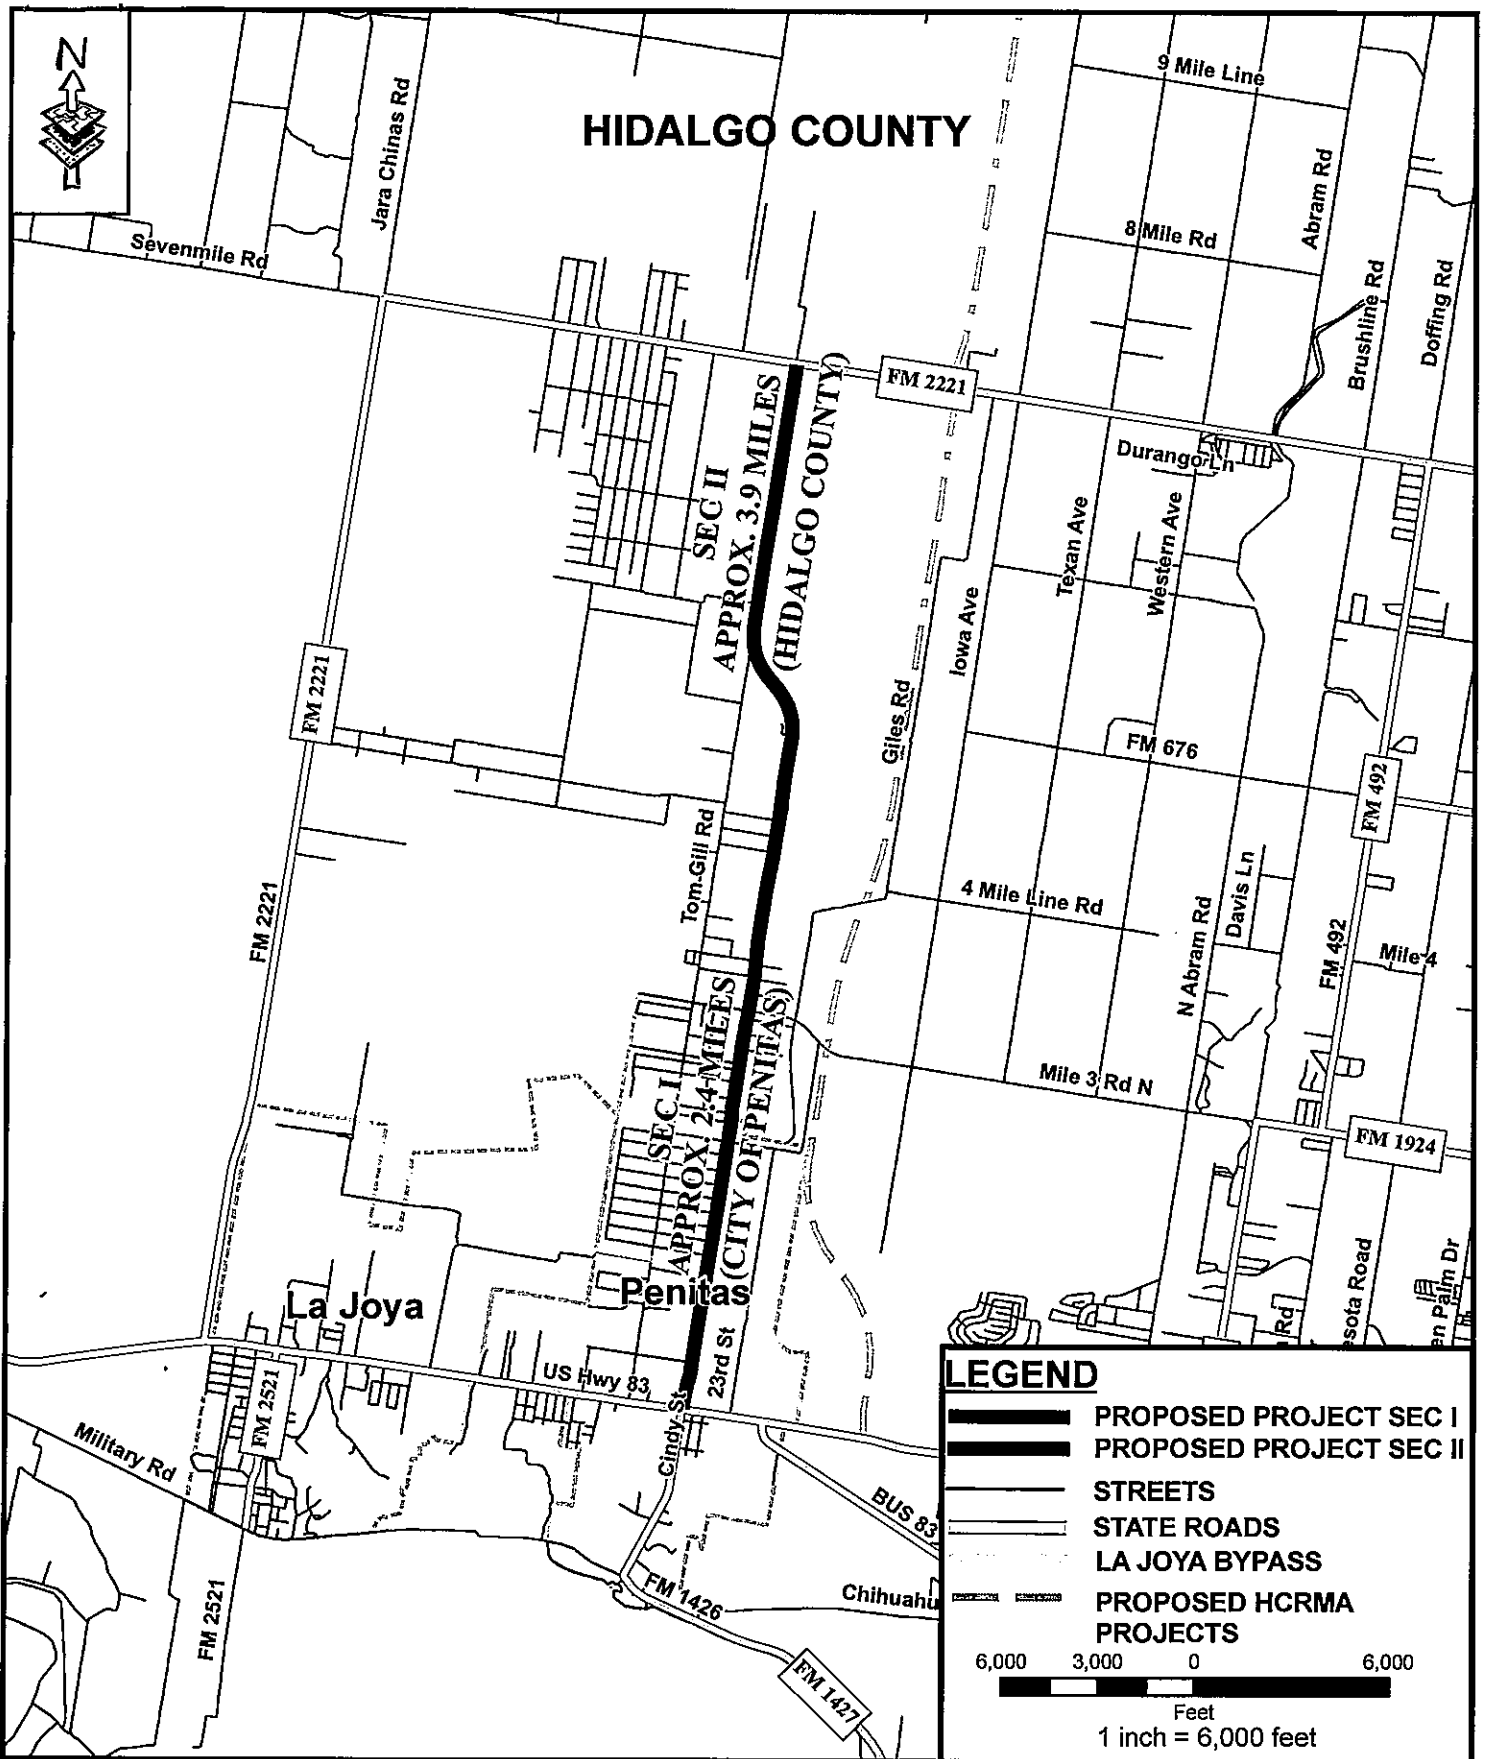 N
HIDALGO COUNTY
9 Mile Line
Jara Chinas Rd
Abram Rd
Sevenmile Rd
8 Mile Rd
Brushline Rd
Doffing Rd
FM 2221
SEC II
APPROX. 3.9 MILES
(HIDALGO COUNTY)
Durango Ln
Texan Ave
Western Ave
Iowa Ave
FM 2221
Giles Rd
FM 676
FM 492
Tom Gill Rd
4 Mile Line Rd
Davis Ln
N Abram Rd
FM 2221
FM 492
Mile 4
SEC I
APPROX. 2.4 MILES
(CITY OF PENITAS)
Mile 3 Rd N
FM 1924
La Joya
Penitas
23rd St
Rd
esota Road
en Palm Dr
US Hwy 83
FM 2521
Cindy St
Military Rd
BUS 83
FM 1426
Chihuahu
FM 2521
FM 1427
LEGEND
PROPOSED PROJECT SEC I
PROPOSED PROJECT SEC II
STREETS
STATE ROADS
LA JOYA BYPASS
PROPOSED HCRMA
PROJECTS
6,000 3,000 0 6,000
Feet
1 inch = 6,000 feet